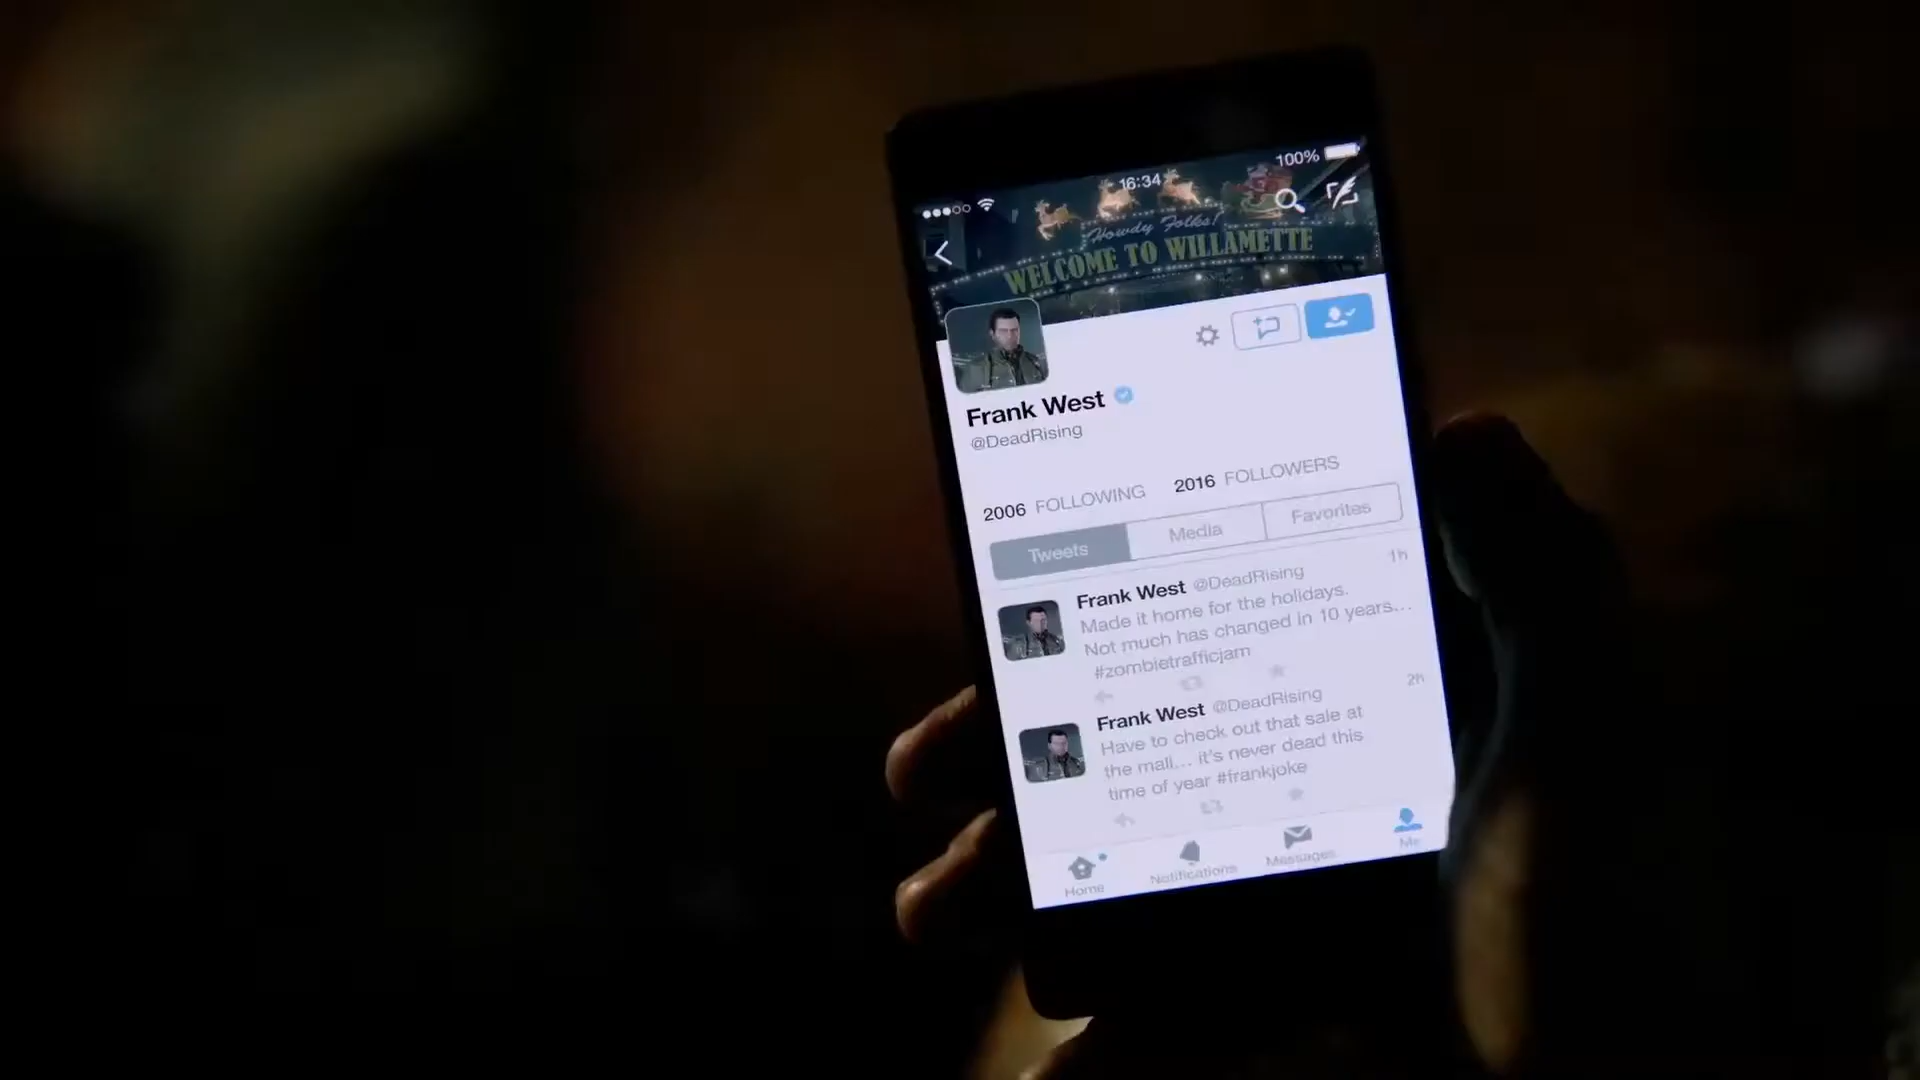 100%
16:34
Howdy Folks!
WELCOME TO WILLAMETTE
Frank West
@DeadRising
2006 FOLLOWING 2016 FOLLOWERS
Tweets Media Favorites
Frank West @DeadRising 1h
Made it home for the holidays.
Not much has changed in 10 years...
#zombietrafficjam
Frank West @DeadRising 2h
Have to check out that sale at
the mall... it's never dead this
time of year #frankjoke
Home Notifications Messages Me